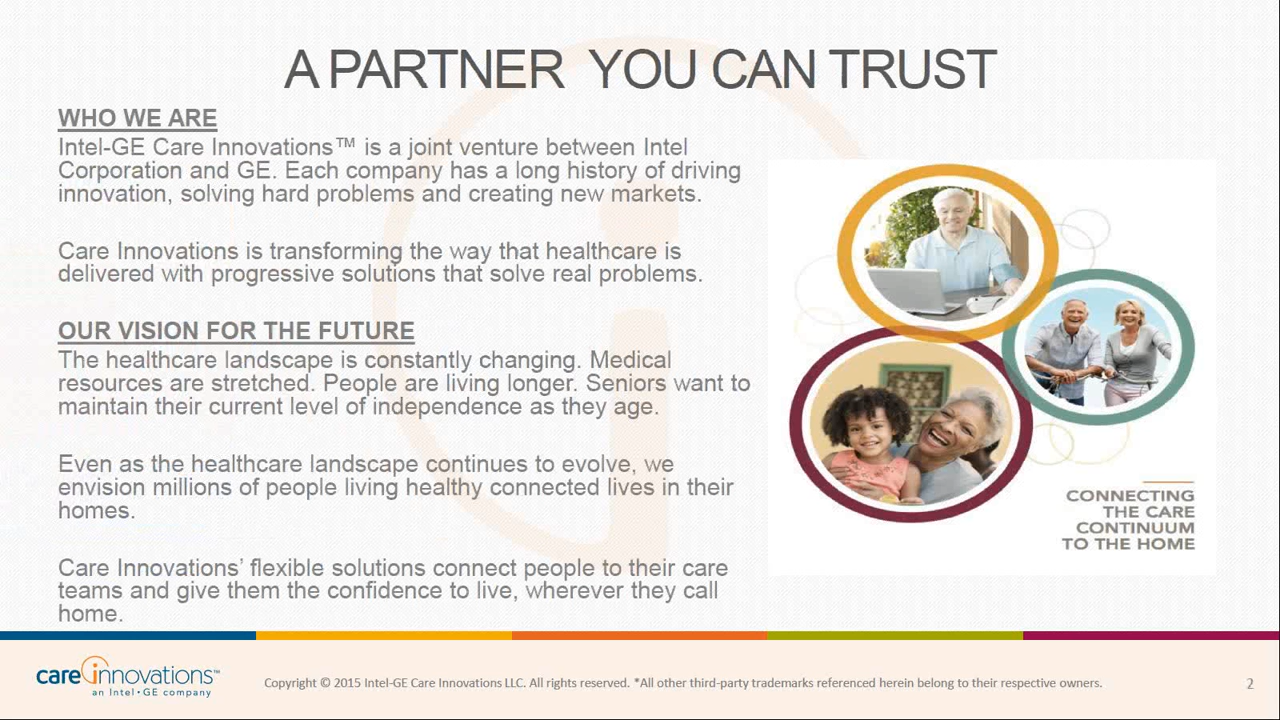 A PARTNER YOU CAN TRUST
WHO WE ARE
Intel-GE Care Innovations™ is a joint venture between Intel
Corporation and GE. Each company has a long history of driving
innovation, solving hard problems and creating new markets.
Care Innovations is transforming the way that healthcare is
delivered with progressive solutions that solve real problems.
OUR VISION FOR THE FUTURE
The healthcare landscape is constantly changing. Medical
resources are stretched. People are living longer. Seniors want to
maintain their current level of independence as they age.
Even as the healthcare landscape continues to evolve, we
envision millions of people living healthy connected lives in their
homes.
Care Innovations’ flexible solutions connect people to their care
teams and give them the confidence to live, wherever they call
home.
CONNECTING
THE CARE
CONTINUUM
TO THE HOME
care innovations™
an Intel • GE company
Copyright © 2015 Intel-GE Care Innovations LLC. All rights reserved. *All other third-party trademarks referenced herein belong to their respective owners.
2